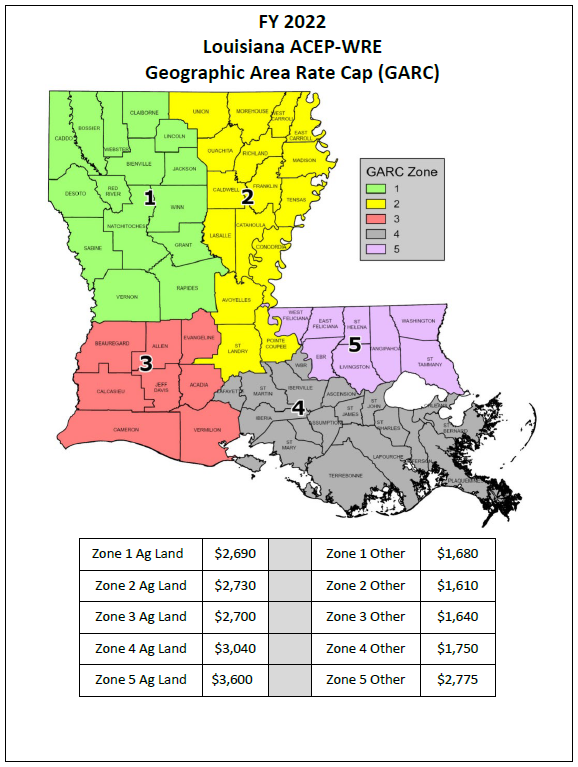 FY 2022
Louisiana ACEP-WRE
Geographic Area Rate Cap (GARC)
CLAIBORNE
UNION
MOREHOUSE
WEST
CARROLL
BOSSIER
CADDO
WEBSTER
LINCOLN
EAST
CARROLL
OUACHITA
RICHLAND
MADISON
BIENVILLE
JACKSON
GARC Zone
1
2
3
4
5
DESOTO
RED
RIVER
1
WINN
CALDWELL
2
FRANKLIN
TENSAS
NATCHITOCHES
CATAHOULA
LASALLE
SABINE
GRANT
CONCORDIA
VERNON
RAPIDES
AVOYELLES
WEST
FELICIANA
EAST
FELICIANA
ST
HELENA
WASHINGTON
BEAUREGARD
ALLEN
EVANGELINE
ST
LANDRY
POINTE
COUPEE
5
TANGIPAHOA
EBR
LIVINGSTON
ST
TAMMANY
3
WBR
CALCASIEU
JEFF
DAVIS
ACADIA
LAFAYETTE
ST
MARTIN
IBERVILLE
ASCENSION
ST
JOHN
ORLEANS
4
ST
JAMES
CAMERON
VERMILION
IBERIA
ASSUMPTION
ST
CHARLES
ST
BERNARD
ST
MARY
LAFOURCHE
JEFFERSON
TERREBONNE
PLAQUEMINES
Zone 1 Ag Land $2,690 Zone 1 Other $1,680
Zone 2 Ag Land $2,730 Zone 2 Other $1,610
Zone 3 Ag Land $2,700 Zone 3 Other $1,640
Zone 4 Ag Land $3,040 Zone 4 Other $1,750
Zone 5 Ag Land $3,600 Zone 5 Other $2,775